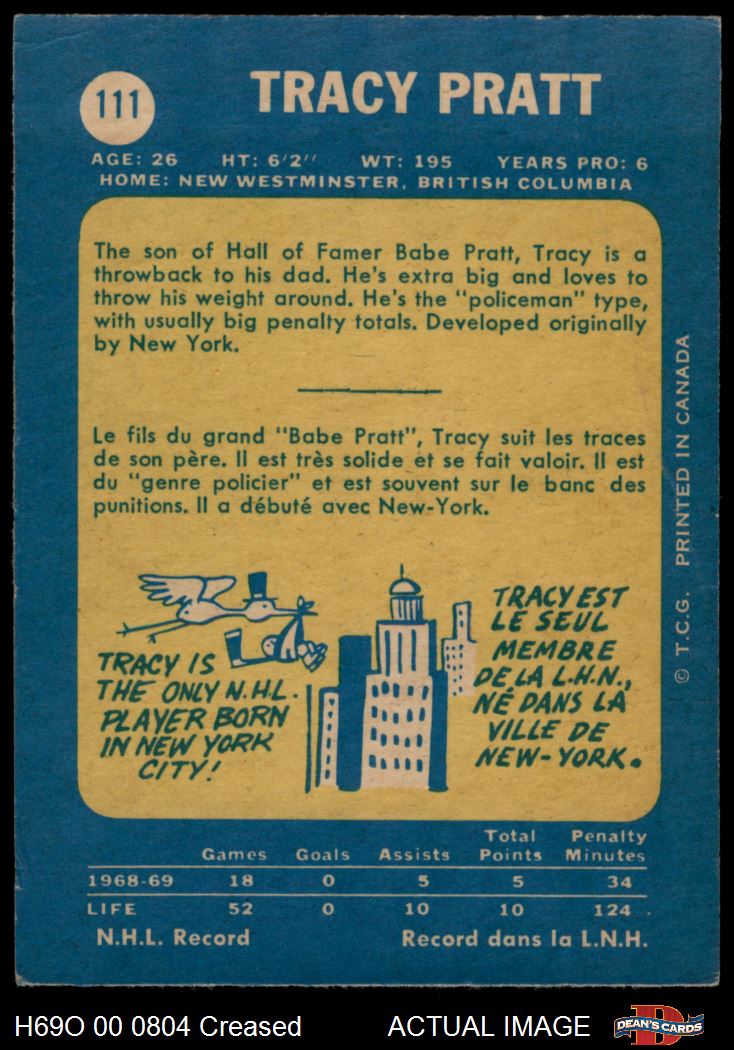 111
TRACY PRATT
AGE: 26 HT: 6'2'' WT: 195 YEARS PRO: 6
HOME: NEW WESTMINSTER, BRITISH COLUMBIA
The son of Hall of Famer Babe Pratt, Tracy is a
throwback to his dad. He's extra big and loves to
throw his weight around. He's the "policeman" type,
with usually big penalty totals. Developed originally
by New York.
Le fils du grand "Babe Pratt", Tracy suit les traces
de son père. Il est très solide et se fait valoir. Il est
du "genre policier" et est souvent sur le banc des
punitions. Il a débuté avec New-York.
TRACY IS
THE ONLY N.H.L.
PLAYER BORN
IN NEW YORK
CITY!
TRACY EST
LE SEUL
MEMBRE
DE LA L.H.N.,
NÉ DANS LA
VILLE DE
NEW-YORK.
© T.C.G. PRINTED IN CANADA
Games Goals Assists Total Points Penalty Minutes
1968-69 18 0 5 5 34
LIFE 52 0 10 10 124
N.H.L. Record Record dans la L.N.H.
H69O 00 0804 Creased ACTUAL IMAGE D DEAN'S CARDS